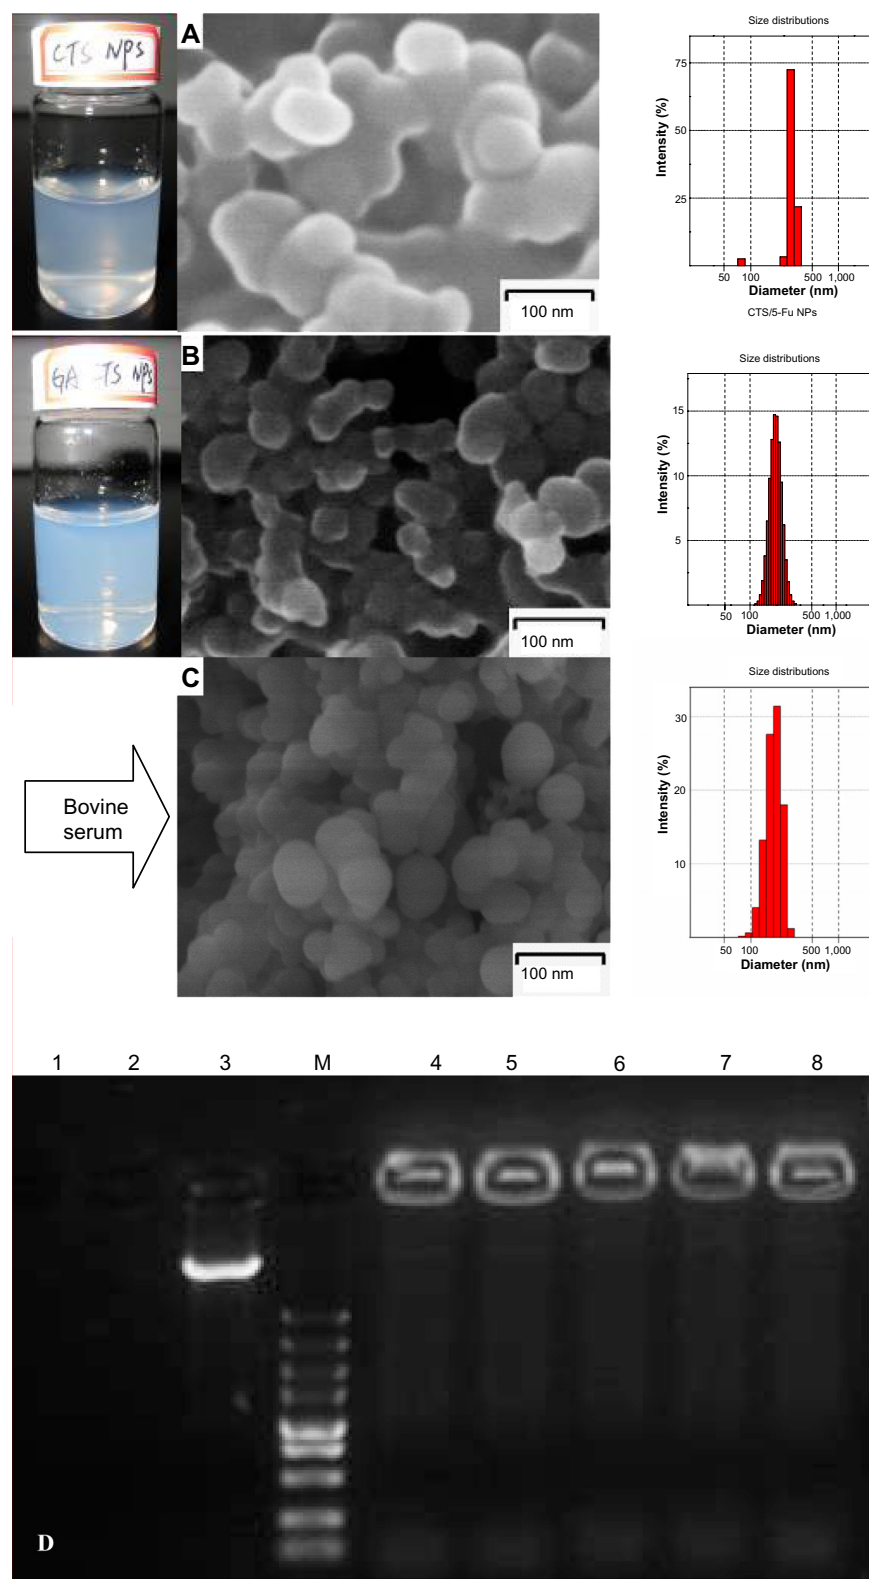 CTS NPs
A
100 nm
Size distributions
75
50
25
Intensity (%)
50 100 500 1,000
Diameter (nm)
CTS/5-Fu NPs
GA CTS NPs
B
100 nm
Size distributions
15
10
5
Intensity (%)
50 100 500 1,000
Diameter (nm)
Bovine
serum
C
100 nm
Size distributions
30
20
10
Intensity (%)
50 100 500 1,000
Diameter (nm)
1 2 3 M 4 5 6 7 8
D